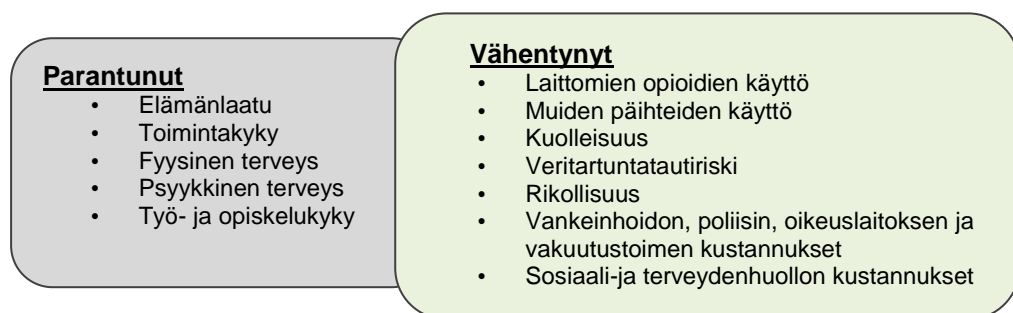 Parantunut
• Elämänlaatu
• Toimintakyky
• Fyysinen terveys
• Psyykkinen terveys
• Työ- ja opiskelukyky
Vähentynyt
• Laittomien opioidien käyttö
• Muiden päihteiden käyttö
• Kuolleisuus
• Veritartuntatautiriski
• Rikollisuus
• Vankeinhoidon, poliisin, oikeuslaitoksen ja
vakuutustoimen kustannukset
• Sosiaali-ja terveydenhuollon kustannukset